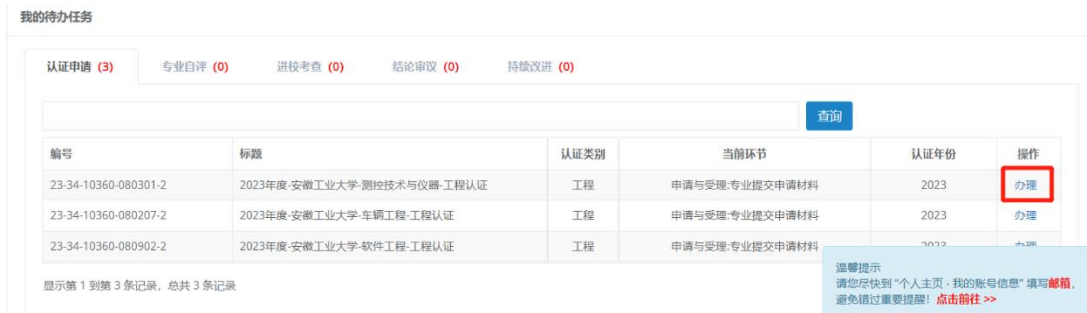 我的待办任务
认证申请 (3) 专业自评 (0) 进校考查 (0) 结论审议 (0) 持续改进 (0)
查询
编号 标题 认证类别 当前环节 认证年份 操作
23-34-10360-080301-2 2023年度-安徽工业大学-测控技术与仪器-工程认证 工程 申请与受理:专业提交申请材料 2023 办理
23-34-10360-080207-2 2023年度-安徽工业大学-车辆工程-工程认证 工程 申请与受理:专业提交申请材料 2023 办理
23-34-10360-080902-2 2023年度-安徽工业大学-软件工程-工程认证 工程 申请与受理:专业提交申请材料 2023 办理
显示第 1 到第 3 条记录，总共 3 条记录
温馨提示
请您尽快到 "个人主页 - 我的账号信息" 填写邮箱，
避免错过重要提醒！点击前往 >>